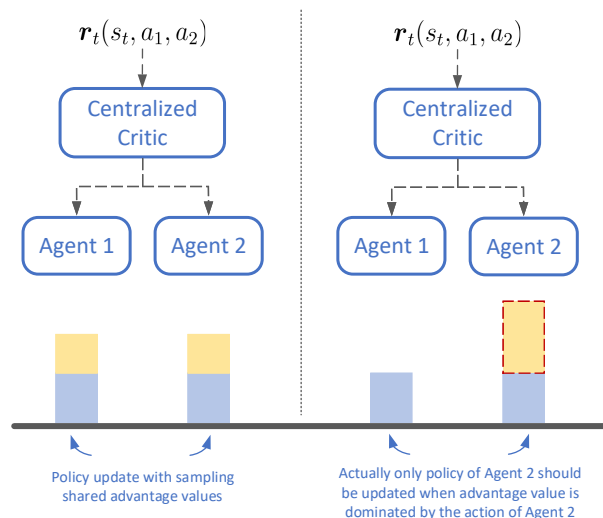 r_t(s_t, a_1, a_2)
Centralized
Critic
Agent 1
Agent 2
Policy update with sampling
shared advantage values
r_t(s_t, a_1, a_2)
Centralized
Critic
Agent 1
Agent 2
Actually only policy of Agent 2 should
be updated when advantage value is
dominated by the action of Agent 2